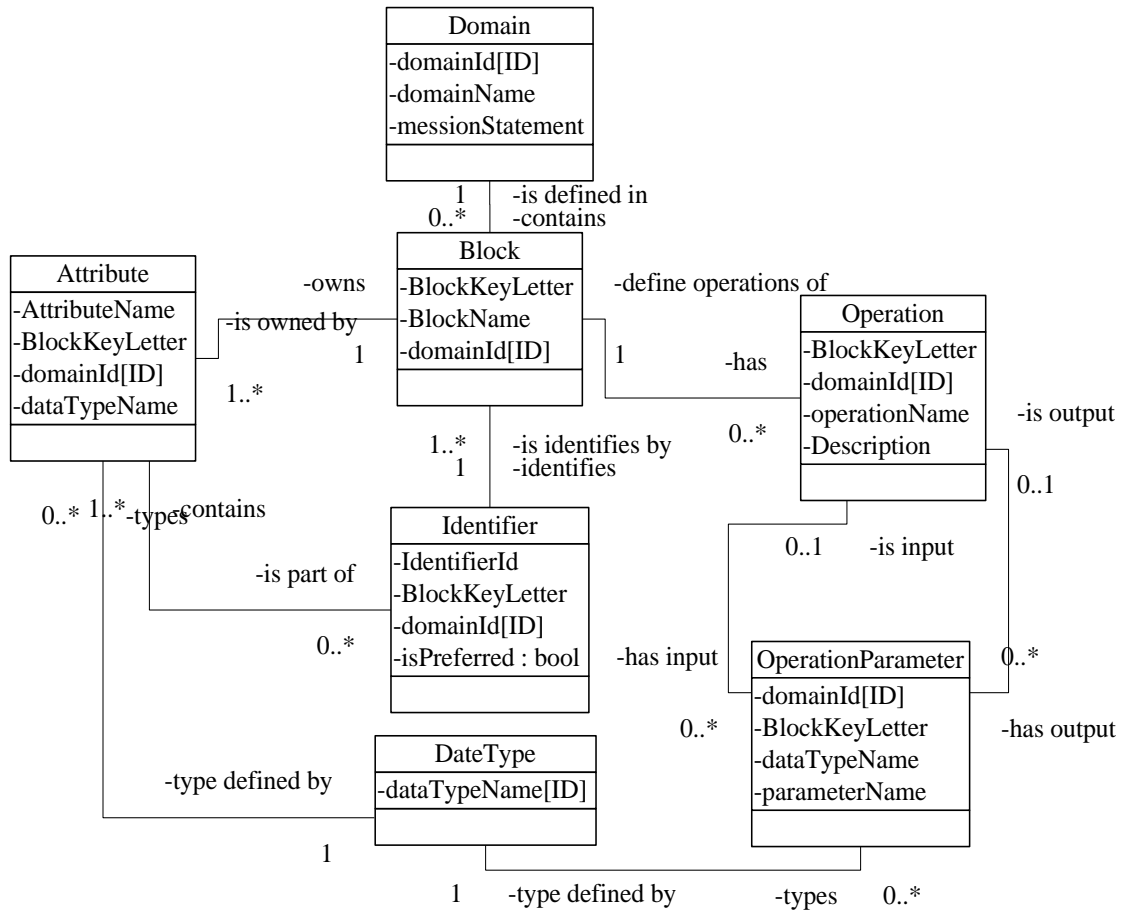 Domain
-domainId[ID]
-domainName
-messionStatement
1
-is defined in
0..*
-contains
Block
-BlockKeyLetter
-BlockName
-domainId[ID]
Attribute
-AttributeName
-BlockKeyLetter
-domainId[ID]
-dataTypeName
-owns
-is owned by
1
1..*
-define operations of
1
-has
0..*
Operation
-BlockKeyLetter
-domainId[ID]
-operationName
-Description
-is output
0..1
1..*
-is identifies by
1
-identifies
0..*
1..*
-types
-contains
Identifier
-IdentifierId
-BlockKeyLetter
-domainId[ID]
-isPreferred : bool
-is part of
0..*
0..1
-is input
-has input
0..*
OperationParameter
-domainId[ID]
-BlockKeyLetter
-dataTypeName
-parameterName
0..*
-has output
DateType
-dataTypeName[ID]
-type defined by
1
1
-type defined by
-types
0..*